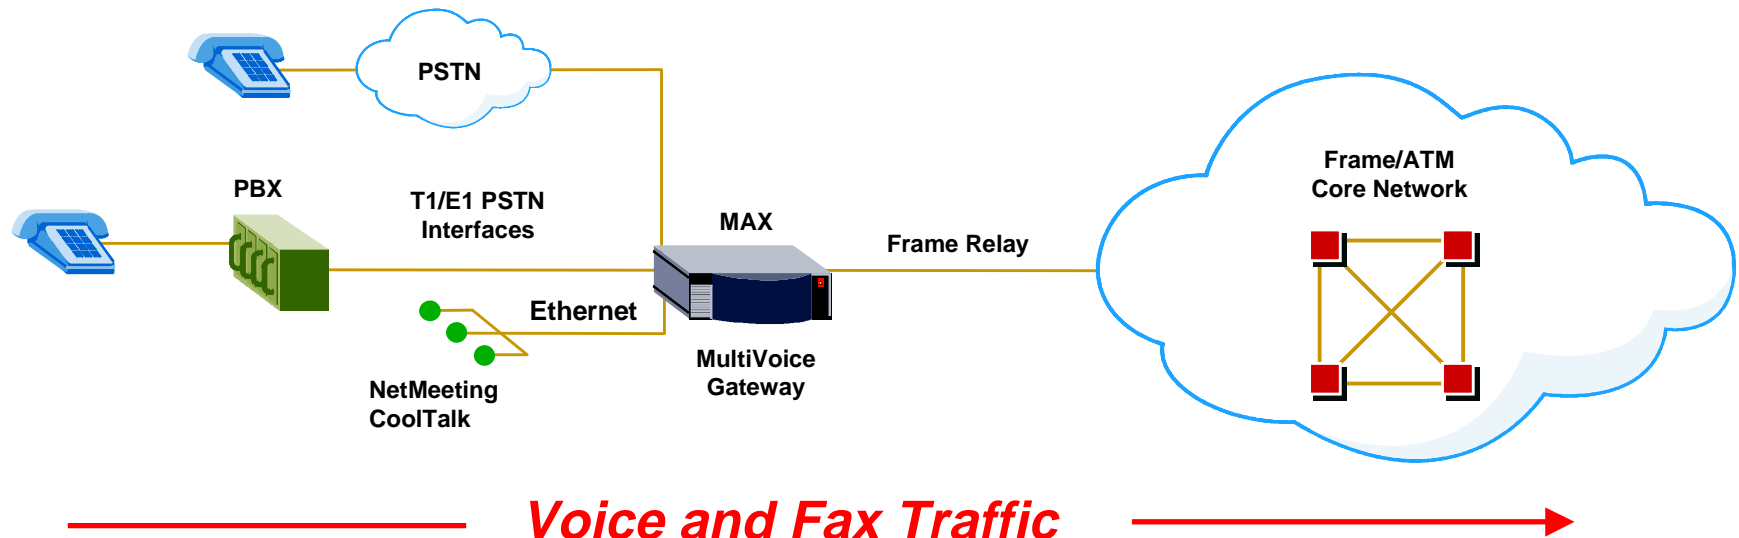 PSTN
PBX
T1/E1 PSTN
Interfaces
MAX
Frame Relay
Frame/ATM
Core Network
Ethernet
MultiVoice
Gateway
NetMeeting
CoolTalk
Voice and Fax Traffic